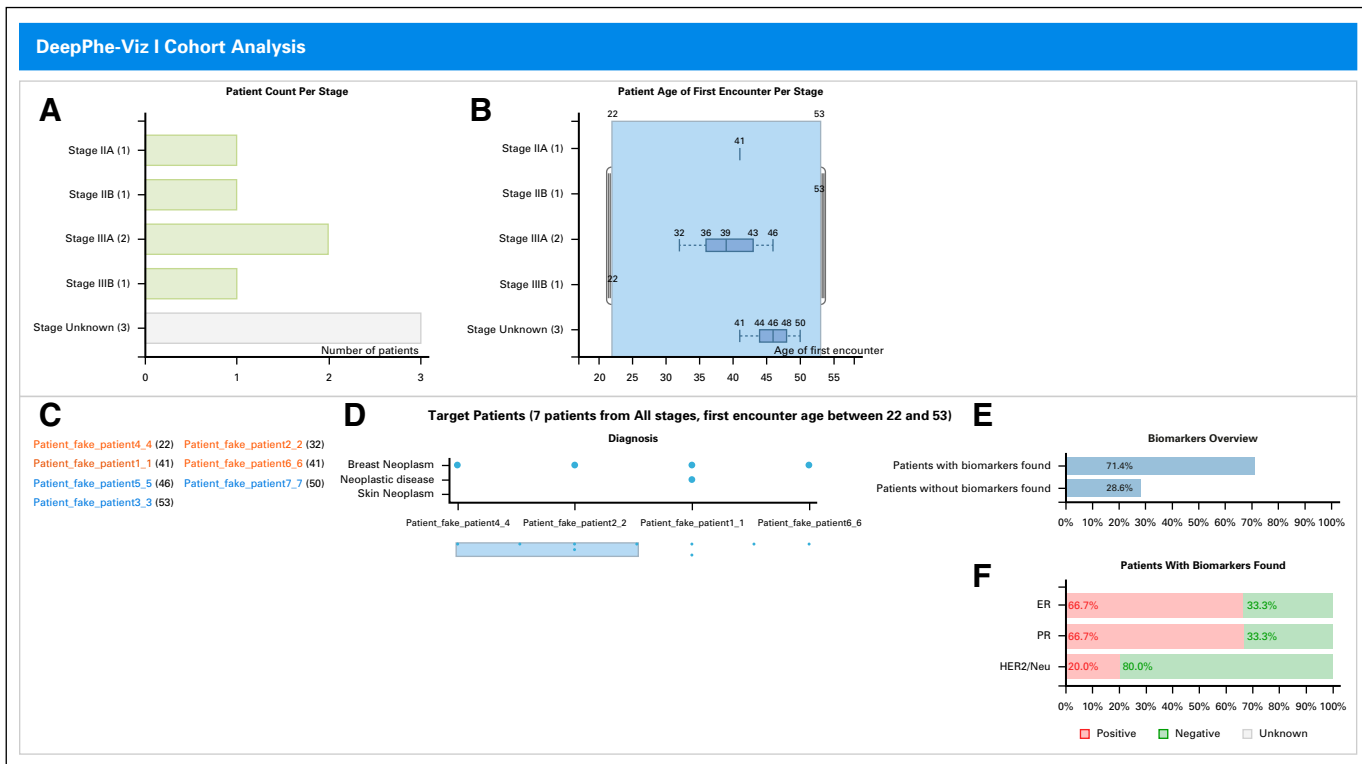 DeepPhe-Viz I Cohort Analysis
A
Patient Count Per Stage
Stage IIA (1)
Stage IIB (1)
Stage IIIA (2)
Stage IIIB (1)
Stage Unknown (3)
Number of patients
0 1 2 3
B
Patient Age of First Encounter Per Stage
22 53
Stage IIA (1) 41
Stage IIB (1) 53
Stage IIIA (2) 32 36 39 43 46
Stage IIIB (1) 22
Stage Unknown (3) 41 44 46 48 50
Age of first encounter
20 25 30 35 40 45 50 55
C
Patient_fake_patient4_4 (22) Patient_fake_patient2_2 (32)
Patient_fake_patient1_1 (41) Patient_fake_patient6_6 (41)
Patient_fake_patient5_5 (46) Patient_fake_patient7_7 (50)
Patient_fake_patient3_3 (53)
D
Target Patients (7 patients from All stages, first encounter age between 22 and 53)
Diagnosis
Breast Neoplasm
Neoplastic disease
Skin Neoplasm
Patient_fake_patient4_4 Patient_fake_patient2_2 Patient_fake_patient1_1 Patient_fake_patient6_6
E
Biomarkers Overview
Patients with biomarkers found 71.4%
Patients without biomarkers found 28.6%
0% 10% 20% 30% 40% 50% 60% 70% 80% 90% 100%
F
Patients With Biomarkers Found
ER 66.7% 33.3%
PR 66.7% 33.3%
HER2/Neu 20.0% 80.0%
0% 10% 20% 30% 40% 50% 60% 70% 80% 90% 100%
Positive Negative Unknown